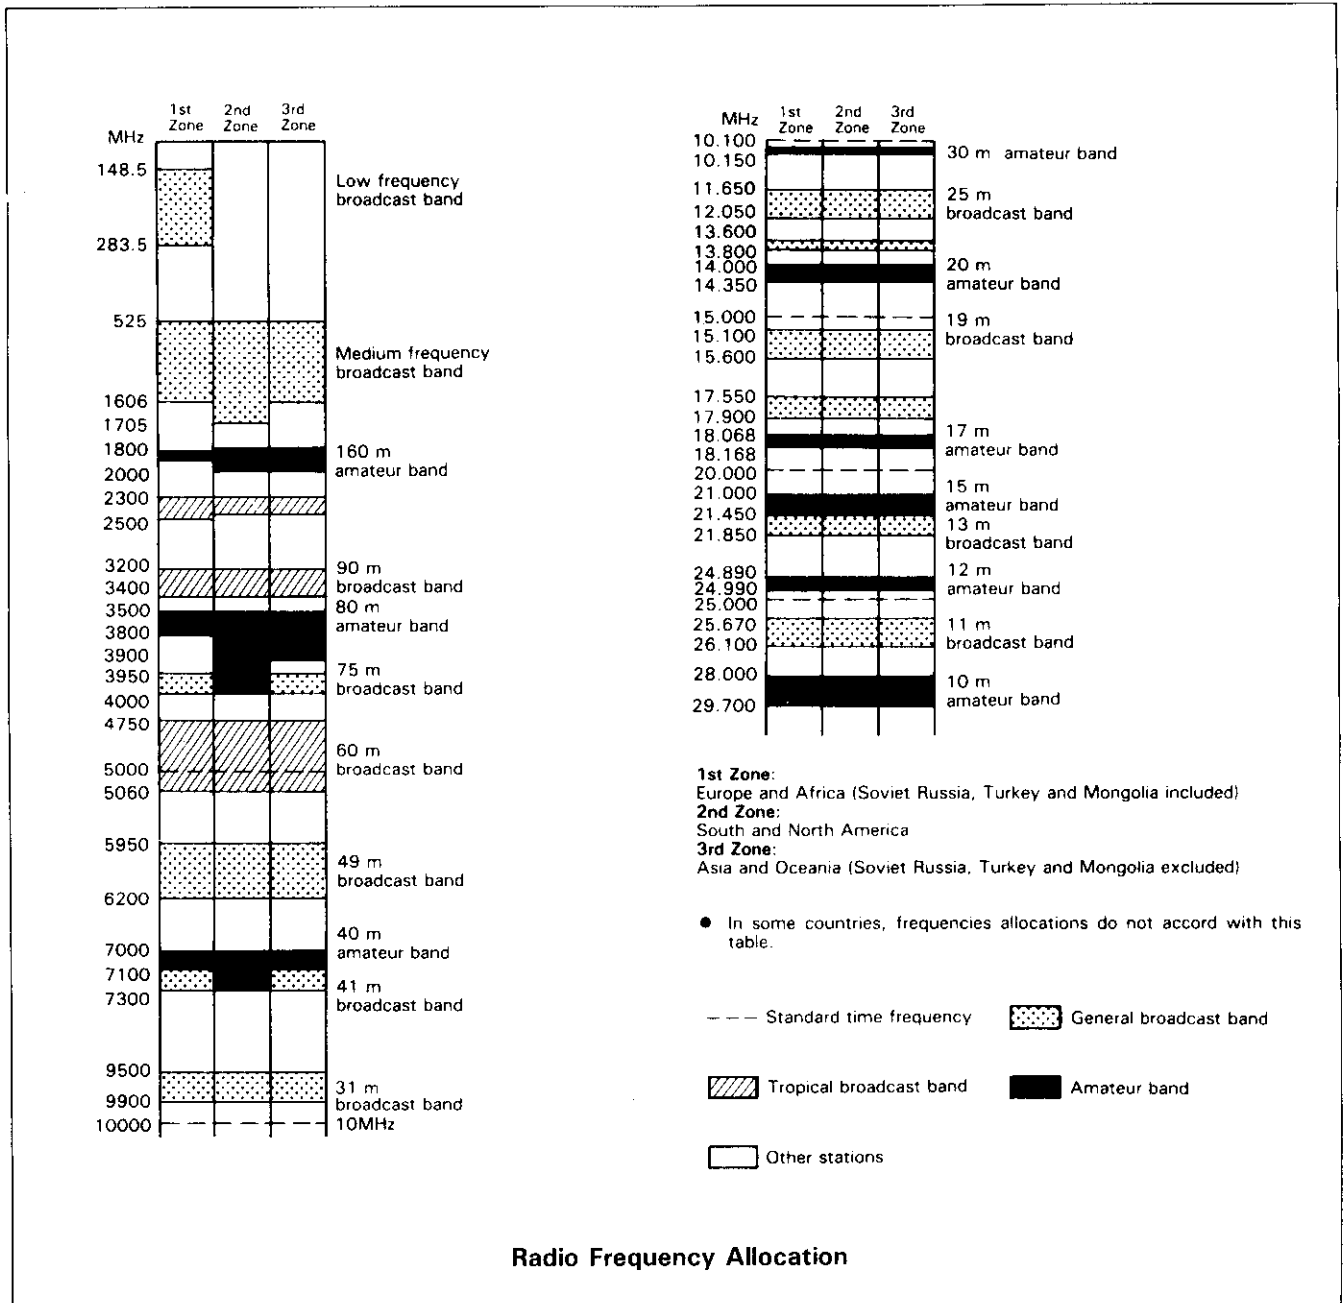 1st Zone 2nd Zone 3rd Zone
MHz
148.5
Low frequency
broadcast band
283.5
525
Medium frequency
broadcast band
1606
1705
1800
160 m
amateur band
2000
2300
2500
3200
90 m
broadcast band
3400
3500
80 m
amateur band
3800
3900
3950
75 m
broadcast band
4000
4750
60 m
broadcast band
5000
5060
5950
49 m
broadcast band
6200
7000
40 m
amateur band
7100
41 m
broadcast band
7300
9500
31 m
broadcast band
9900
10000
10MHz
MHz
1st Zone 2nd Zone 3rd Zone
10.100
10.150
30 m amateur band
11.650
25 m
broadcast band
12.050
13.600
13.800
14.000
20 m
amateur band
14.350
15.000
19 m
broadcast band
15.100
15.600
17.550
17.900
18.068
17 m
amateur band
18.168
20.000
21.000
15 m
amateur band
21.450
13 m
broadcast band
21.850
24.890
12 m
amateur band
24.990
25.000
25.670
11 m
broadcast band
26.100
28.000
10 m
amateur band
29.700
1st Zone:
Europe and Africa (Soviet Russia, Turkey and Mongolia included)
2nd Zone:
South and North America
3rd Zone:
Asia and Oceania (Soviet Russia, Turkey and Mongolia excluded)
● In some countries, frequencies allocations do not accord with this
table.
Standard time frequency
General broadcast band
Tropical broadcast band
Amateur band
Other stations
Radio Frequency Allocation